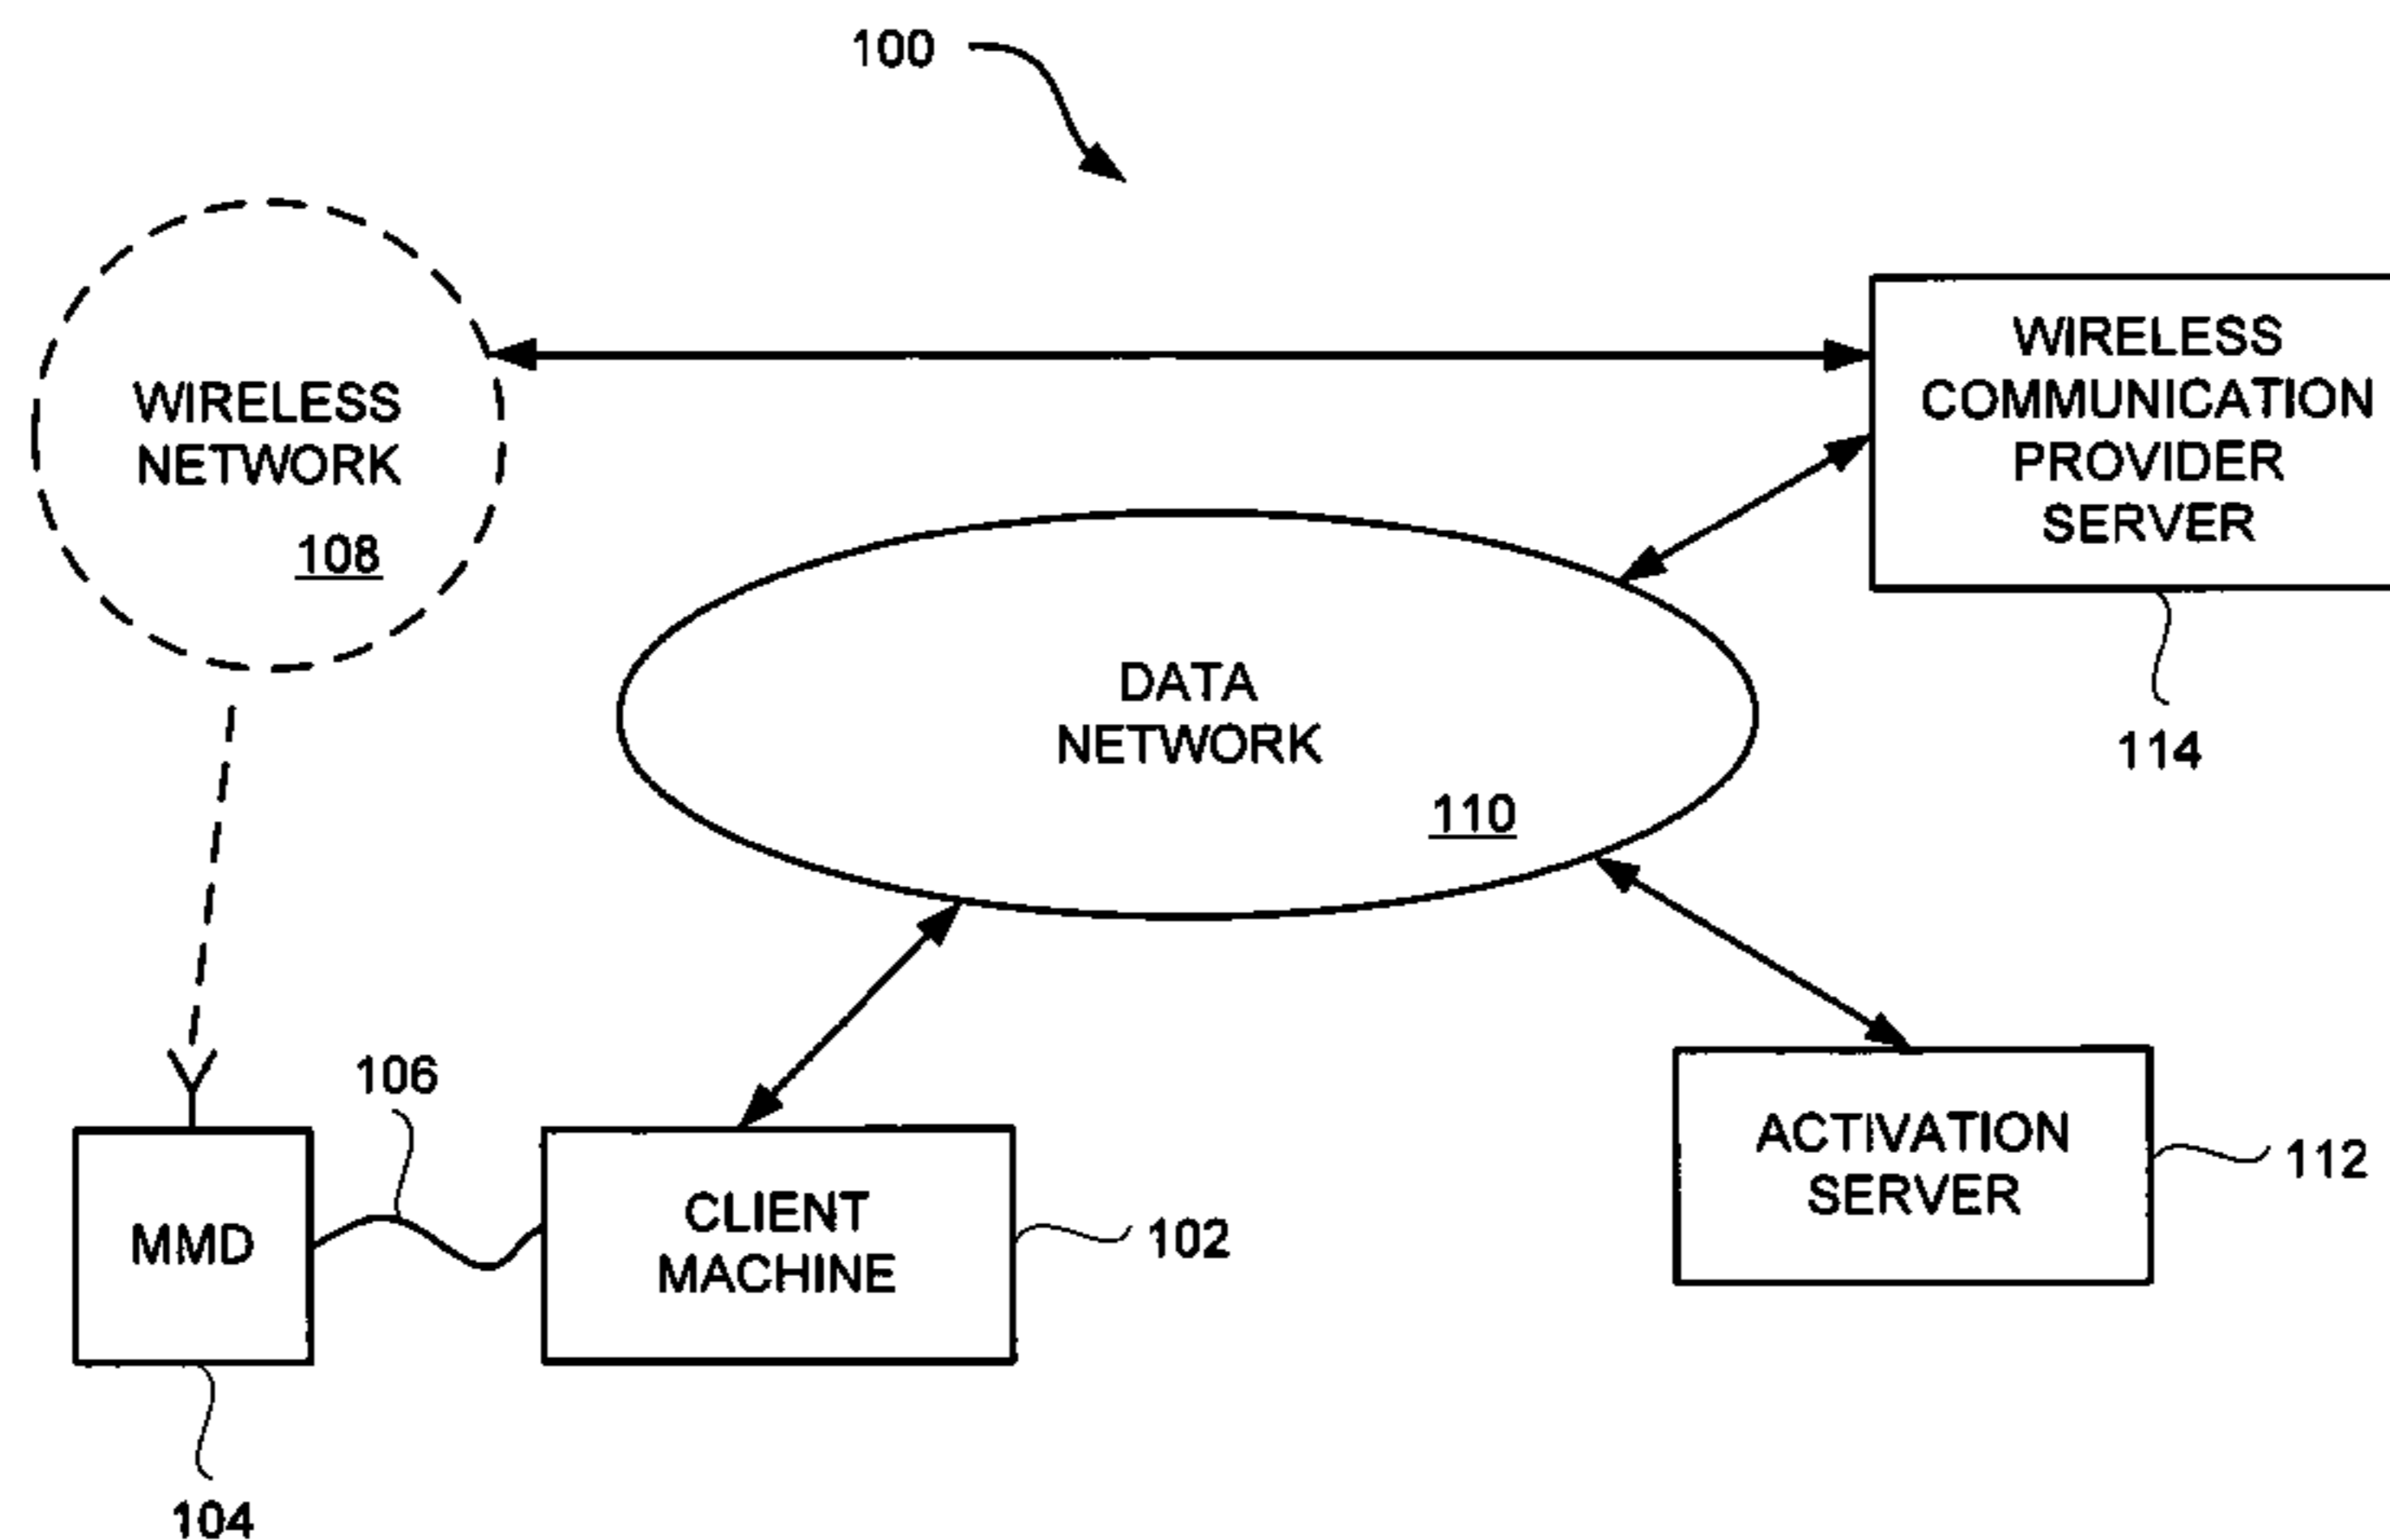 100
WIRELESS
NETWORK
108
WIRELESS
COMMUNICATION
PROVIDER
SERVER
114
DATA
NETWORK
110
106
MMD
104
CLIENT
MACHINE
102
ACTIVATION
SERVER
112